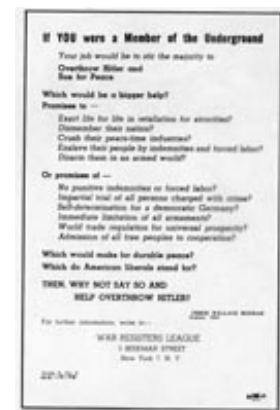 If YOU were a Member of the Underground
Your job would be to stir the majority to
Overthrow Hitler and
Sue for Peace
Which would be a bigger help?
Promises to —
Exact life for life in retaliation for atrocities?
Dismember their nation?
Crush their peace-time industries?
Enslave their people by indemnities and forced labor?
Disarm them in an armed world?
Or promises of —
No punitive indemnities or forced labor?
Impartial trial of all persons charged with crime?
Self-determination for a democratic Germany?
Immediate limitation of all armaments?
World trade regulation for universal prosperity?
Admission of all free peoples to cooperation?
Which would make for durable peace?
Which do American liberals stand for?
THEN, WHY NOT SAY SO AND
HELP OVERTHROW HITLER?
For further information, write to—
WAR RESISTERS LEAGUE
5 BEEKMAN STREET
New York 7, N. Y.